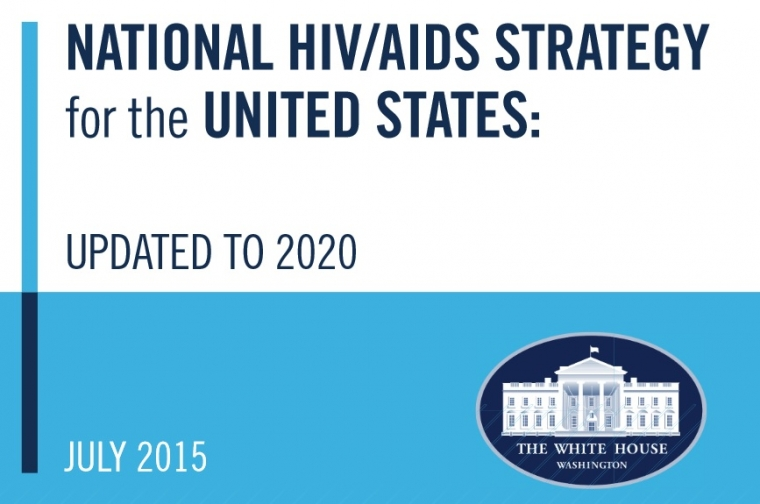 NATIONAL HIV/AIDS STRATEGY
for the UNITED STATES:
UPDATED TO 2020
JULY 2015
THE WHITE HOUSE
WASHINGTON